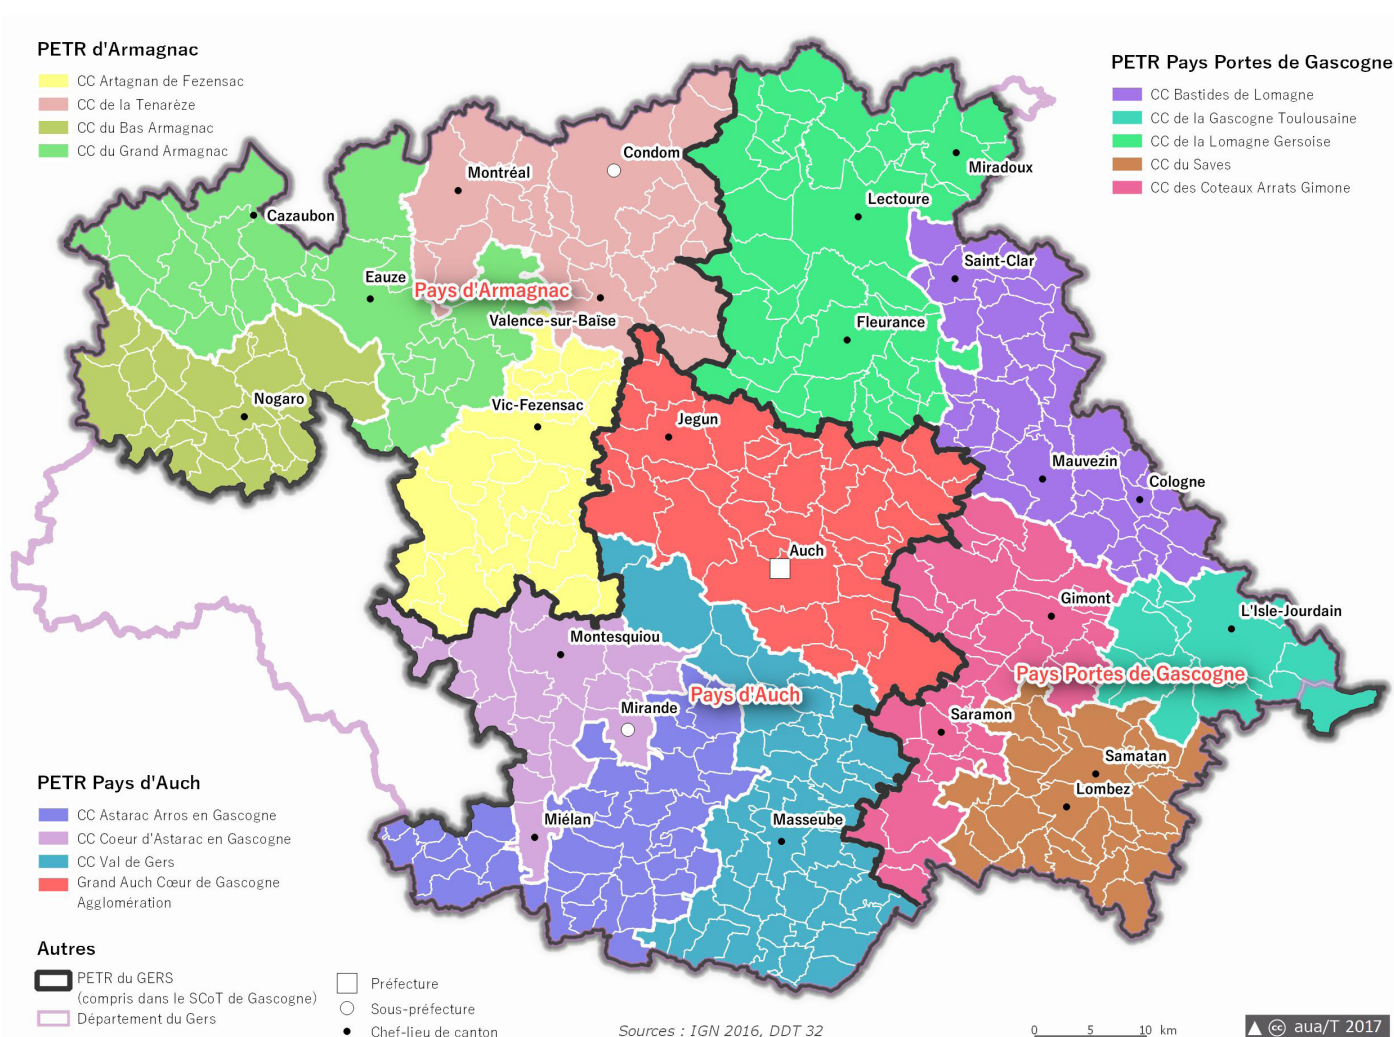 PETR d'Armagnac
CC Artagnan de Fezensac
CC de la Tenarèze
CC du Bas Armagnac
CC du Grand Armagnac
PETR Pays Portes de Gascogne
CC Bastides de Lomagne
CC de la Gascogne Toulousaine
CC de la Lomagne Gersoise
CC du Saves
CC des Coteaux Arrats Gimone
Condom
Montréal
Miradoux
Lectoure
Cazaubon
Saint-Clar
Eauze
Pays d'Armagnac
Valence-sur-Baïse
Fleurance
Nogaro
Vic-Fezensac
Jegun
Mauvezin
Cologne
Auch
Gimont
L'Isle-Jourdain
Montesquiou
Pays Portes de Gascogne
Pays d'Auch
Mirande
Saramon
Samatan
Lombez
Miélan
Masseube
PETR Pays d'Auch
CC Astarac Arros en Gascogne
CC Coeur d'Astarac en Gascogne
CC Val de Gers
Grand Auch Cœur de Gascogne
Agglomération
Autres
PETR du GERS
(compris dans le SCoT de Gascogne)
Département du Gers
Préfecture
Sous-préfecture
Chef-lieu de canton
Sources : IGN 2016, DDT 32
0 5 10 km
cc aua/T 2017